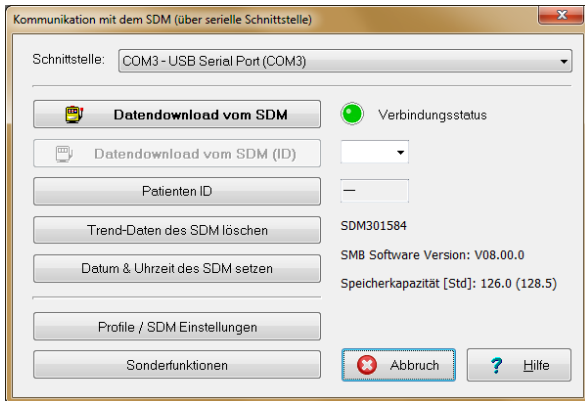 Kommunikation mit dem SDM (über serielle Schnittstelle)
Schnittstelle: COM3 - USB Serial Port (COM3)
Datendownload vom SDM
Verbindungsstatus
Datendownload vom SDM (ID)
Patienten ID
---
Trend-Daten des SDM löschen
SDM301584
SMB Software Version: V08.00.0
Datum & Uhrzeit des SDM setzen
Speicherkapazität [Std]: 126.0 (128.5)
Profile / SDM Einstellungen
Sonderfunktionen
Abbruch
? Hilfe